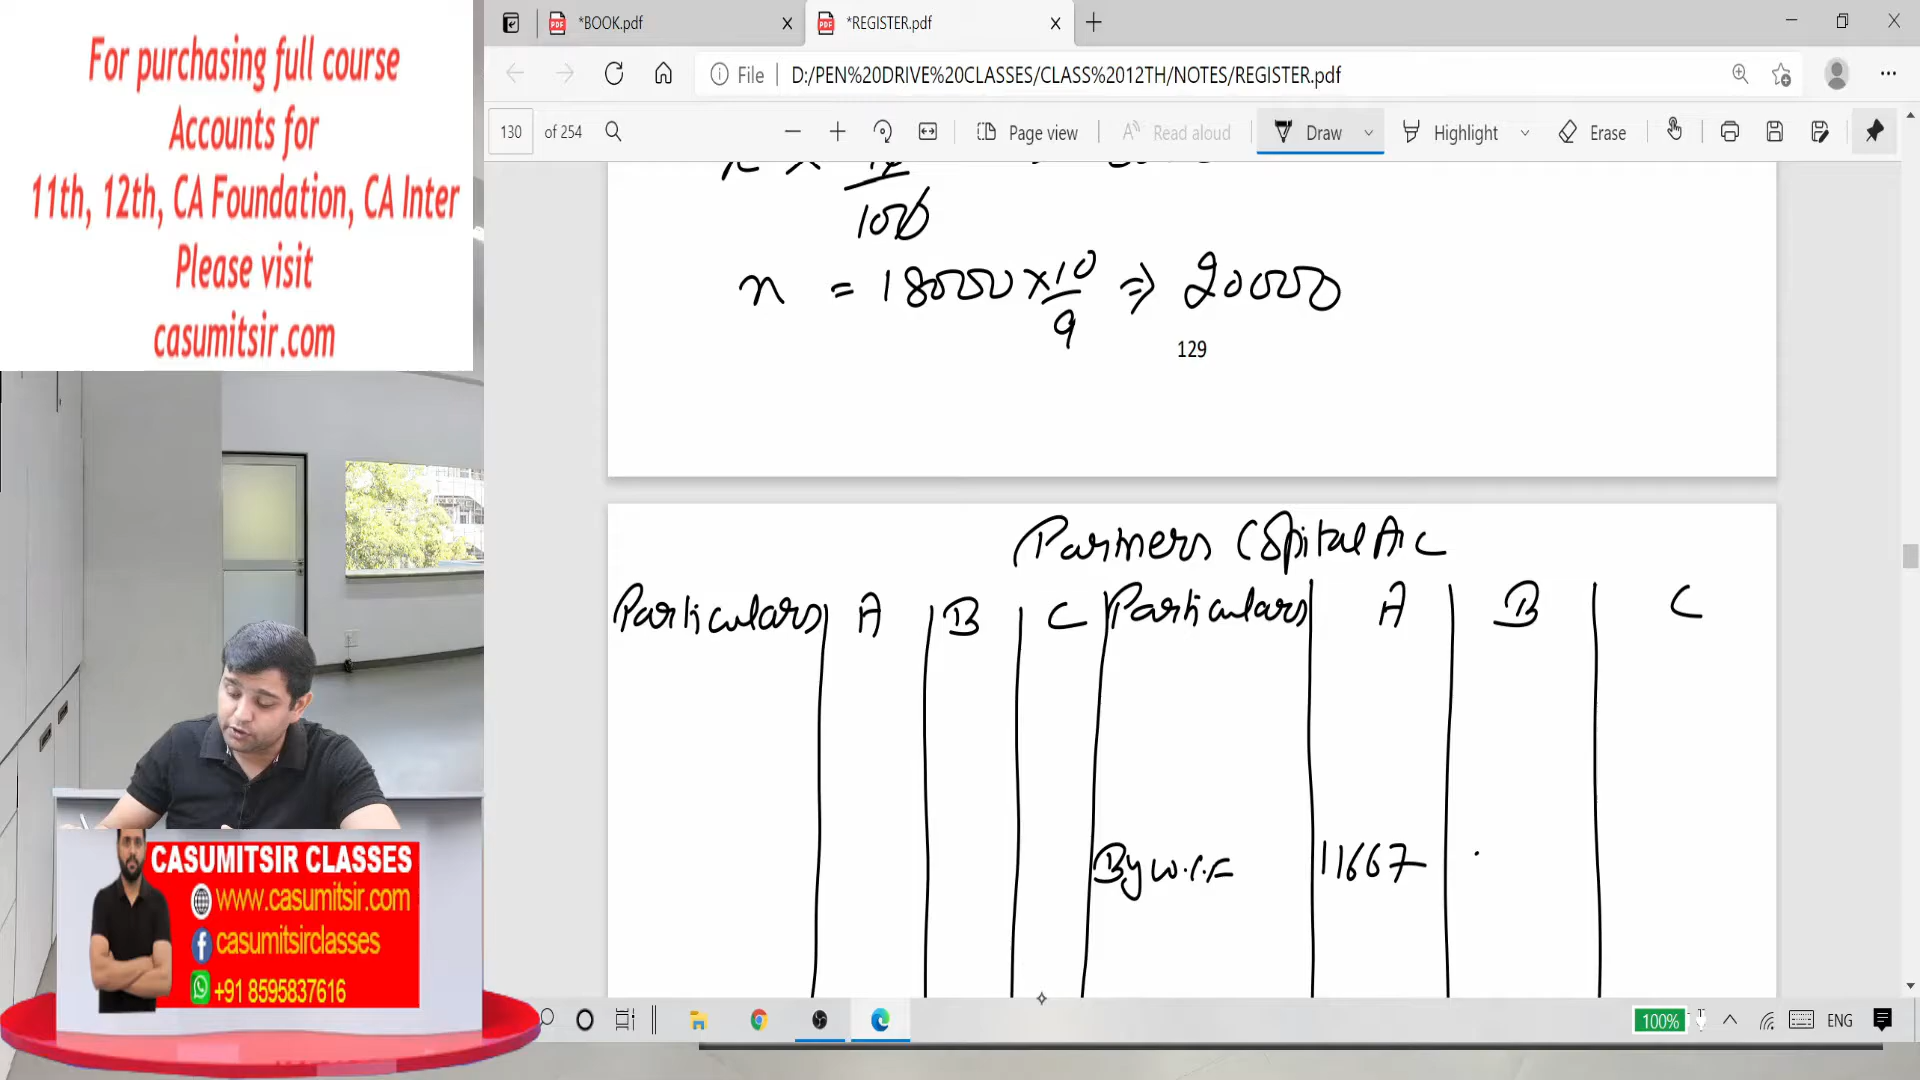 For purchasing full course
Accounts for
11th, 12th, CA Foundation, CA Inter
Please visit
casumitsir.com
*BOOK.pdf
*REGISTER.pdf
File
D:/PEN%20DRIVE%20CLASSES/CLASS%2012TH/NOTES/REGISTER.pdf
130 of 254
Page view
Read aloud
Draw
Highlight
Erase
100
n = 18000 × 10/9 ⇒ 20000
129
Partners Capital A/c
Particulars A B C Particulars A B C
By W.C.F 11667
CASUMITSIR CLASSES
www.casumitsir.com
casumitsirclasses
+91 8595837616
100%
ENG